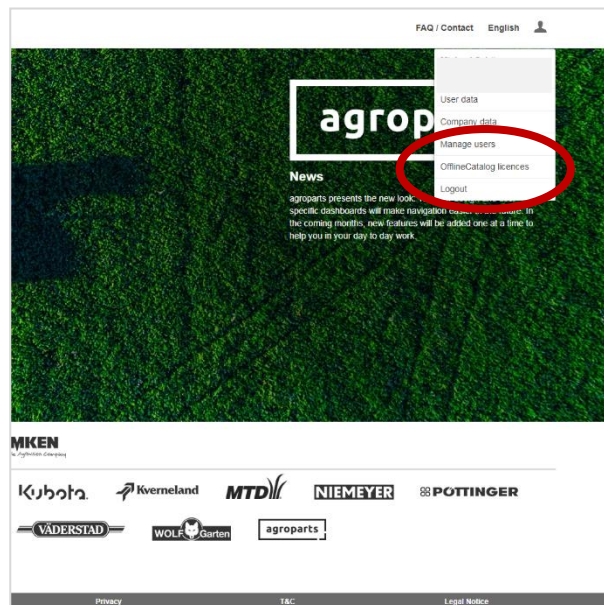 FAQ / Contact English
User data
Company data
Manage users
OfflineCatalog licences
Logout
agrop
News
agroparts presents the new look.
specific dashboards will make navigation easier in the future. In
the coming months, new features will be added one at a time to
help you in your day to day work.
MKEN
Kubota Kverneland MTD NIEMEYER PÖTTINGER
VÄDERSTAD WOLF Garten agroparts
Privacy T&C Legal Notice